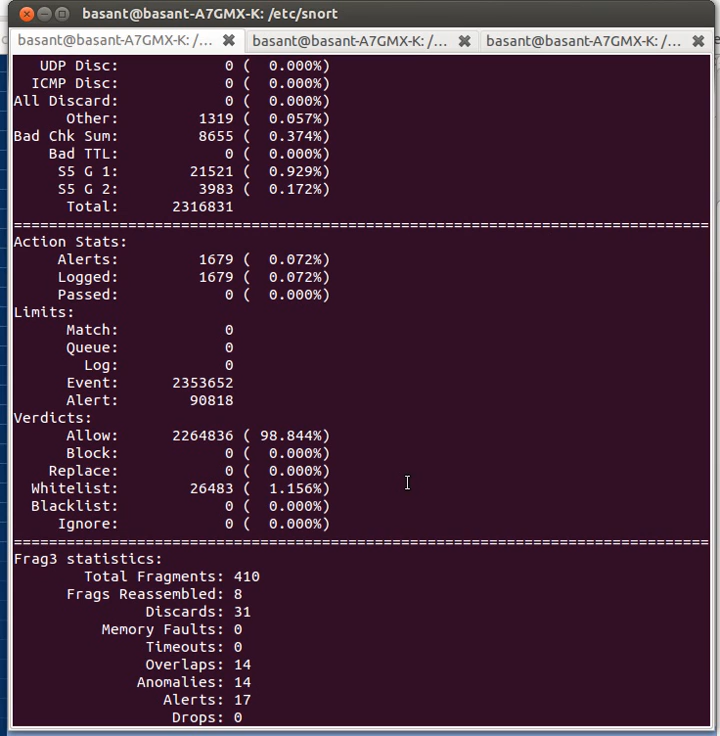 basant@basant-A7GMX-K: /etc/snort
basant@basant-A7GMX-K: /... basant@basant-A7GMX-K: /... basant@basant-A7GMX-K: /...
UDP Disc: 0 ( 0.000%)
ICMP Disc: 0 ( 0.000%)
All Discard: 0 ( 0.000%)
Other: 1319 ( 0.057%)
Bad Chk Sum: 8655 ( 0.374%)
Bad TTL: 0 ( 0.000%)
S5 G 1: 21521 ( 0.929%)
S5 G 2: 3983 ( 0.172%)
Total: 2316831
===============================================================================
Action Stats:
Alerts: 1679 ( 0.072%)
Logged: 1679 ( 0.072%)
Passed: 0 ( 0.000%)
Limits:
Match: 0
Queue: 0
Log: 0
Event: 2353652
Alert: 90818
Verdicts:
Allow: 2264836 ( 98.844%)
Block: 0 ( 0.000%)
Replace: 0 ( 0.000%)
Whitelist: 26483 ( 1.156%)
Blacklist: 0 ( 0.000%)
Ignore: 0 ( 0.000%)
===============================================================================
Frag3 statistics:
Total Fragments: 410
Frags Reassembled: 8
Discards: 31
Memory Faults: 0
Timeouts: 0
Overlaps: 14
Anomalies: 14
Alerts: 17
Drops: 0